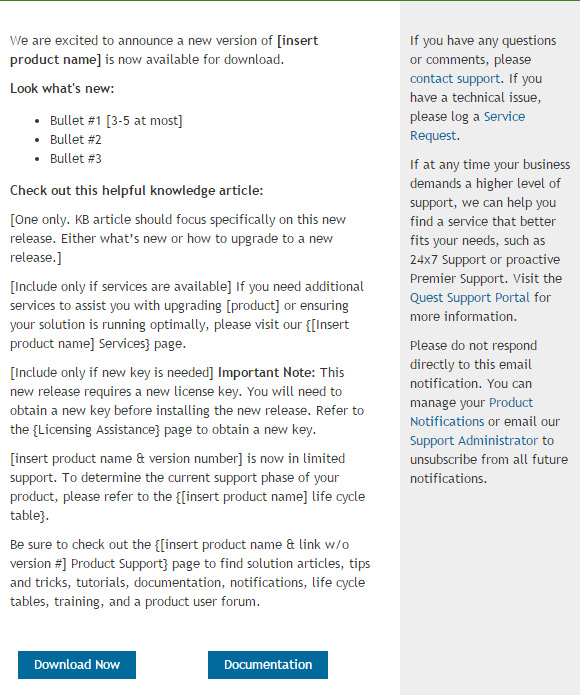 We are excited to announce a new version of [insert
product name] is now available for download.
Look what's new:
• Bullet #1 [3-5 at most]
• Bullet #2
• Bullet #3
Check out this helpful knowledge article:
[One only. KB article should focus specifically on this new
release. Either what’s new or how to upgrade to a new
release.]
[Include only if services are available] If you need additional
services to assist you with upgrading [product] or ensuring
your solution is running optimally, please visit our {[Insert
product name] Services} page.
[Include only if new key is needed] Important Note: This
new release requires a new license key. You will need to
obtain a new key before installing the new release. Refer to
the {Licensing Assistance} page to obtain a new key.
[insert product name & version number] is now in limited
support. To determine the current support phase of your
product, please refer to the {[insert product name] life cycle
table}.
Be sure to check out the {[insert product name & link w/o
version #] Product Support} page to find solution articles, tips
and tricks, tutorials, documentation, notifications, life cycle
tables, training, and a product user forum.
Download Now
Documentation
If you have any questions
or comments, please
contact support. If you
have a technical issue,
please log a Service
Request.
If at any time your business
demands a higher level of
support, we can help you
find a service that better
fits your needs, such as
24x7 Support or proactive
Premier Support. Visit the
Quest Support Portal for
more information.
Please do not respond
directly to this email
notification. You can
manage your Product
Notifications or email our
Support Administrator to
unsubscribe from all future
notifications.